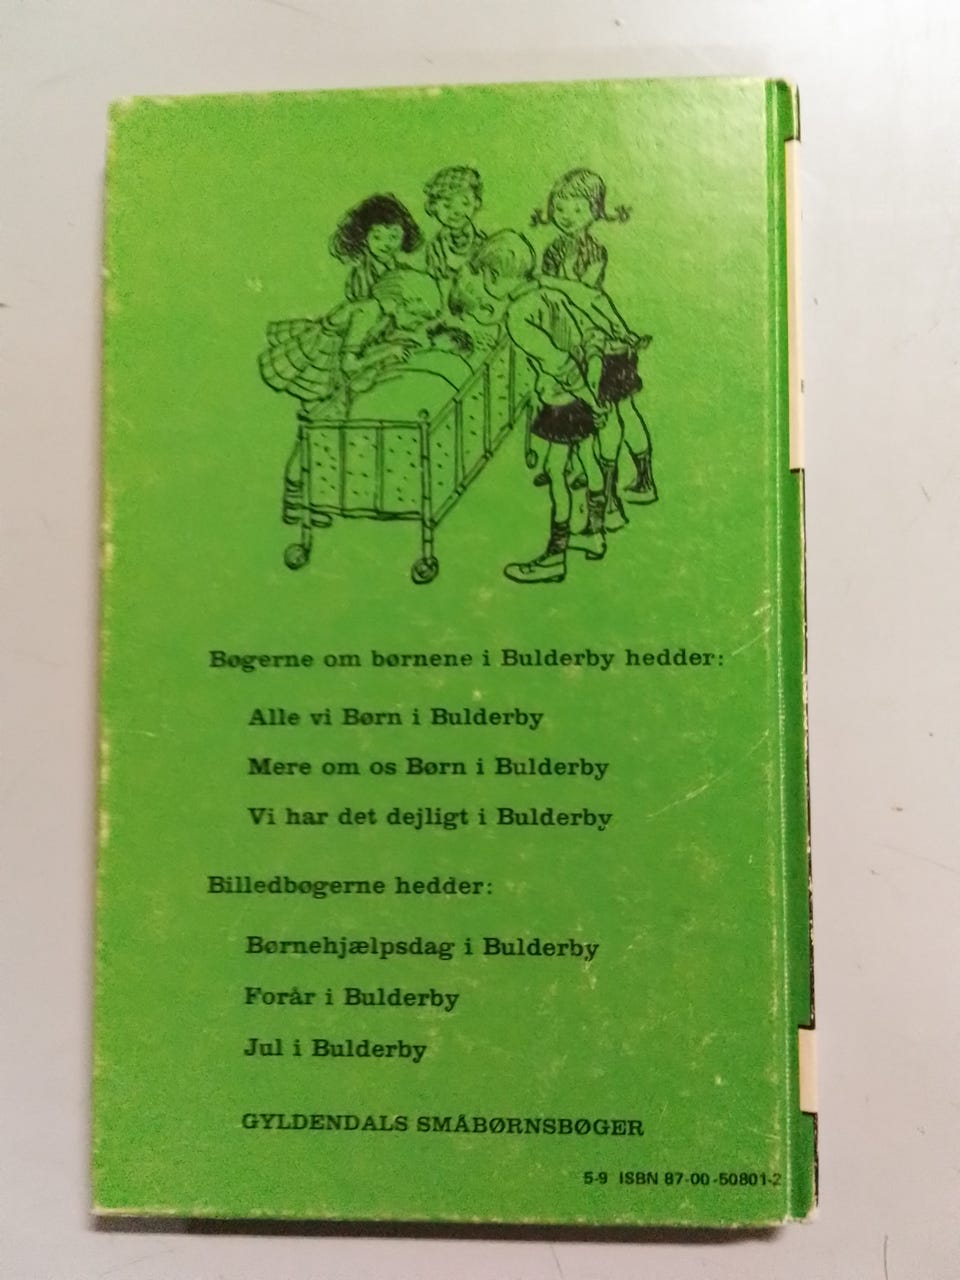 Bøgerne om børnene i Bulderby hedder:
Alle vi Børn i Bulderby
Mere om os Børn i Bulderby
Vi har det dejligt i Bulderby
Billedbøgerne hedder:
Børnehjælpsdag i Bulderby
Forår i Bulderby
Jul i Bulderby
GYLDENDALS SMÅBØRNSBØGER
5-9 ISBN 87-00-50801-2